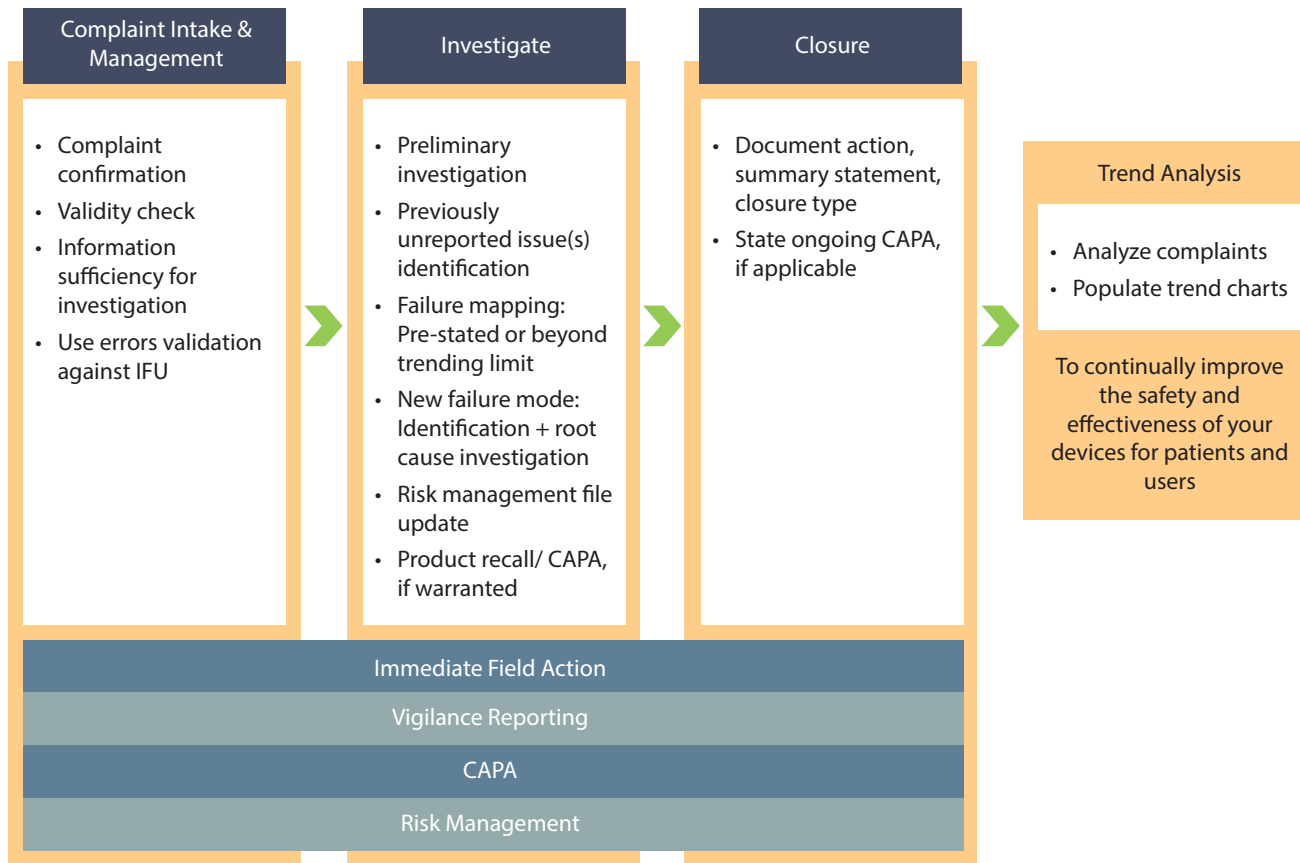 Complaint Intake &
Management
• Complaint
confirmation
• Validity check
• Information
sufficiency for
investigation
• Use errors validation
against IFU
Investigate
• Preliminary
investigation
• Previously
unreported issue(s)
identification
• Failure mapping:
Pre-stated or beyond
trending limit
• New failure mode:
Identification + root
cause investigation
• Risk management file
update
• Product recall/ CAPA,
if warranted
Closure
• Document action,
summary statement,
closure type
• State ongoing CAPA,
if applicable
Trend Analysis
• Analyze complaints
• Populate trend charts
To continually improve
the safety and
effectiveness of your
devices for patients and
users
Immediate Field Action
Vigilance Reporting
CAPA
Risk Management